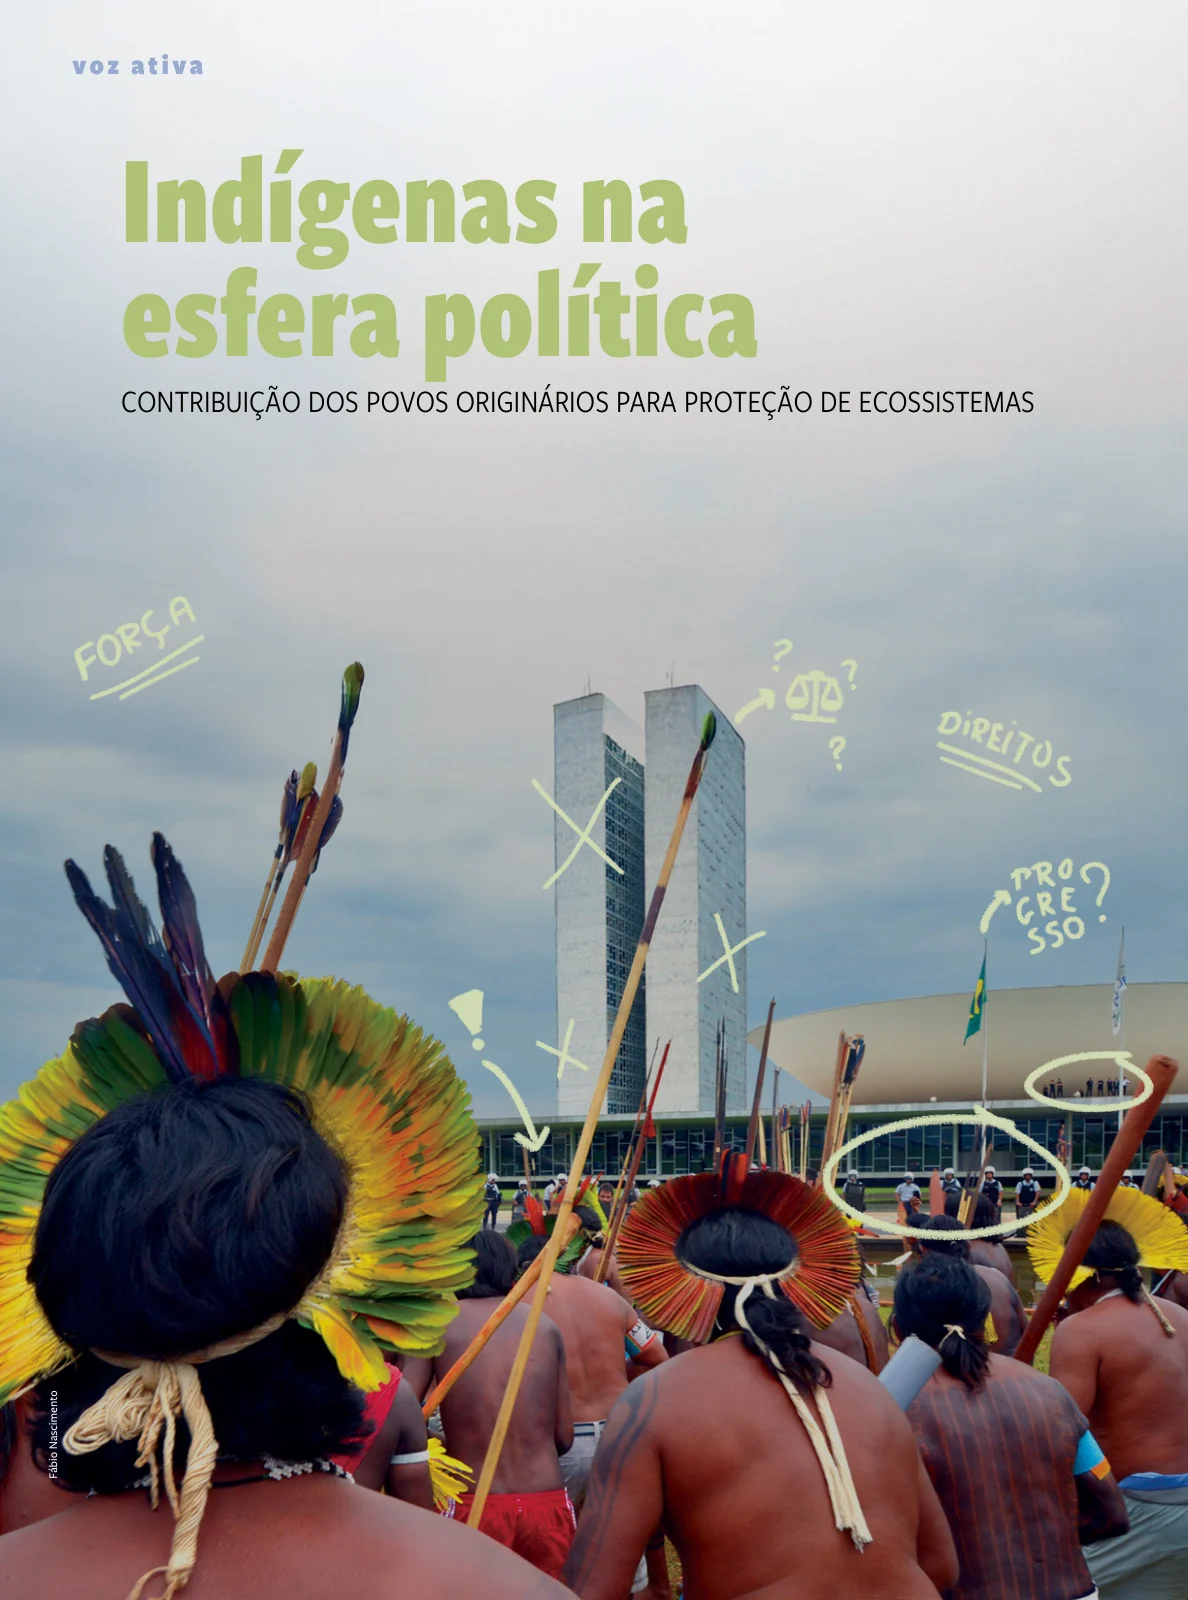 voz ativa
Indígenas na
esfera política
CONTRIBUIÇÃO DOS POVOS ORIGINÁRIOS PARA PROTEÇÃO DE ECOSSISTEMAS
FORÇA
?
?
?
DIREITOS
PRO
GRE
SSO?
!
Fábio Nascimento